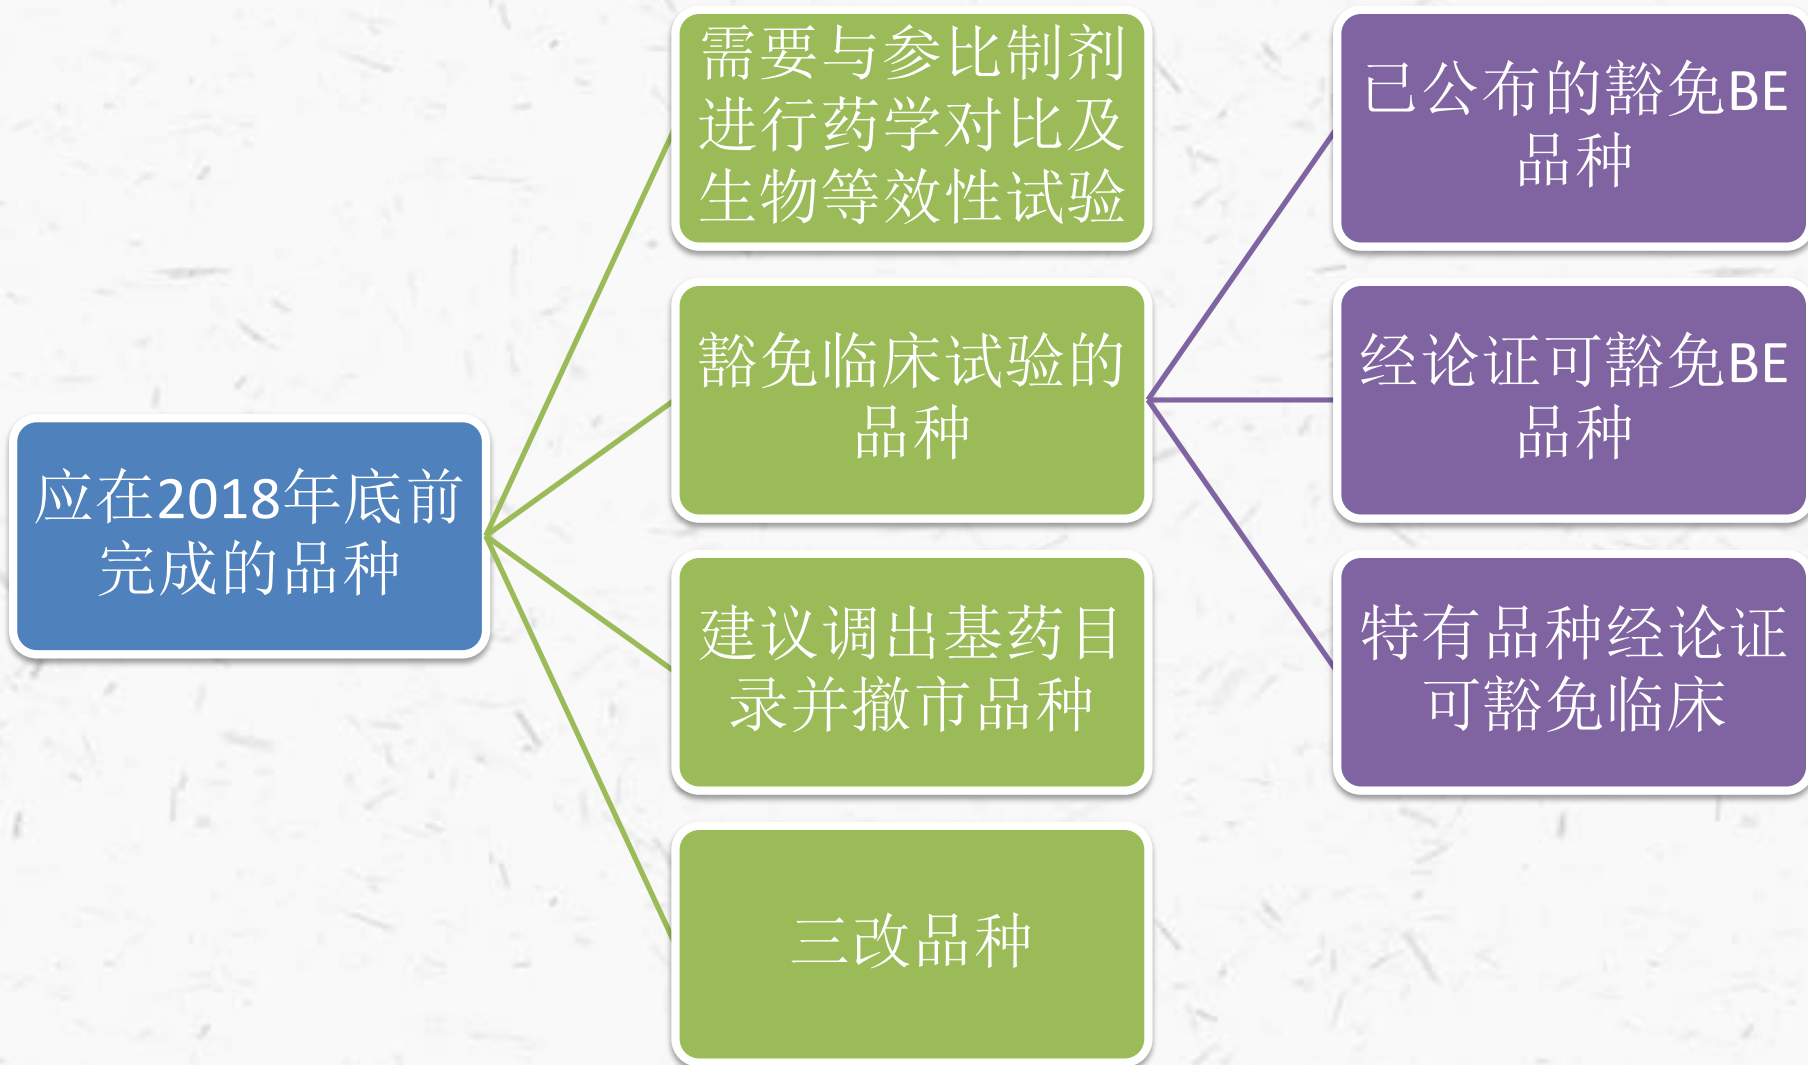 应在2018年底前
完成的品种
需要与参比制剂
进行药学对比及
生物等效性试验
豁免临床试验的
品种
建议调出基药目
录并撤市品种
三改品种
已公布的豁免BE
品种
经论证可豁免BE
品种
特有品种经论证
可豁免临床